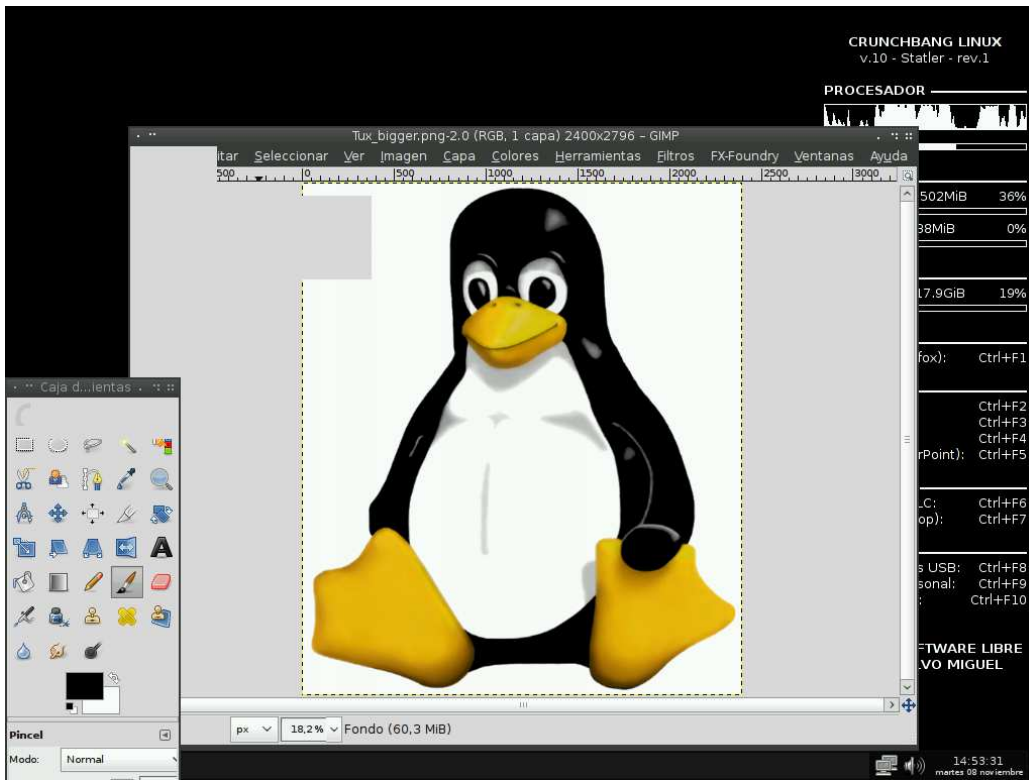 CRUNCHBANG LINUX
v.10 - Statler - rev.1
PROCESADOR
Tux_bigger.png-2.0 (RGB, 1 capa) 2400x2796 – GIMP
itar Seleccionar Ver Imagen Capa Colores Herramientas Filtros FX-Foundry Ventanas Ayuda
500 0 500 1000 1500 2000 2500 3000
502MiB 36%
38MiB 0%
17.9GiB 19%
fox): Ctrl+F1
Ctrl+F2
Ctrl+F3
Ctrl+F4
rPoint): Ctrl+F5
LC: Ctrl+F6
op): Ctrl+F7
s USB: Ctrl+F8
sonal: Ctrl+F9
: Ctrl+F10
FTWARE LIBRE
LVO MIGUEL
Caja d...ientas
Pincel
Modo: Normal
px 18,2 % Fondo (60,3 MiB)
14:53:31
martes 08 noviembre